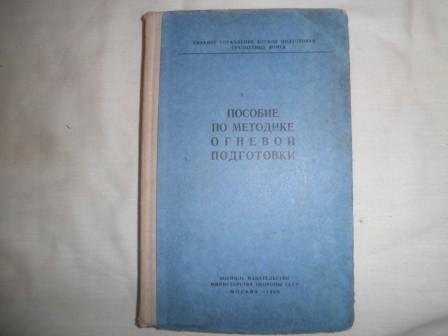 ГЛАВНОЕ УПРАВЛЕНИЕ БОЕВОЙ ПОДГОТОВКИ
СУХОПУТНЫХ ВОЙСК
ПОСОБИЕ
ПО МЕТОДИКЕ
ОГНЕВОЙ
ПОДГОТОВКИ
ВОЕННОЕ ИЗДАТЕЛЬСТВО
МИНИСТЕРСТВА ОБОРОНЫ СССР
МОСКВА —